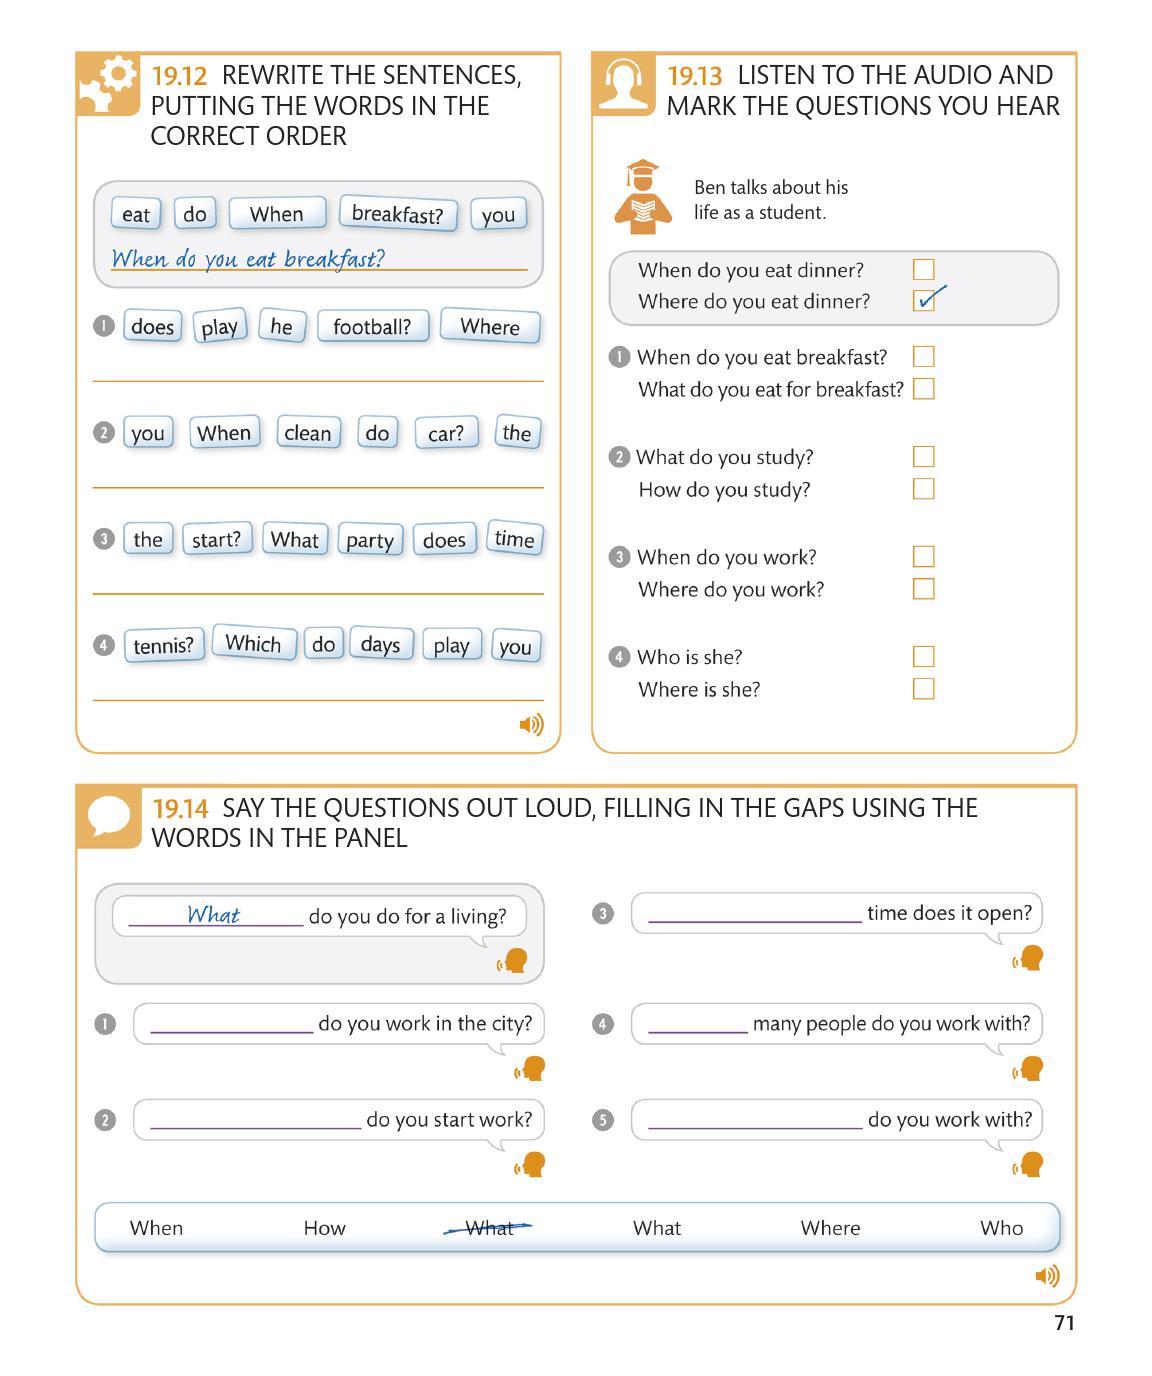 19.12 REWRITE THE SENTENCES,
PUTTING THE WORDS IN THE
CORRECT ORDER
eat do When breakfast? you
When do you eat breakfast?
1 does play he football? Where
2 you When clean do car? the
3 the start? What party does time
4 tennis? Which do days play you
19.13 LISTEN TO THE AUDIO AND
MARK THE QUESTIONS YOU HEAR
Ben talks about his
life as a student.
When do you eat dinner?
Where do you eat dinner?
1 When do you eat breakfast?
What do you eat for breakfast?
2 What do you study?
How do you study?
3 When do you work?
Where do you work?
4 Who is she?
Where is she?
19.14 SAY THE QUESTIONS OUT LOUD, FILLING IN THE GAPS USING THE
WORDS IN THE PANEL
What do you do for a living?
1 do you work in the city?
2 do you start work?
3 time does it open?
4 many people do you work with?
5 do you work with?
When How What What Where Who
71